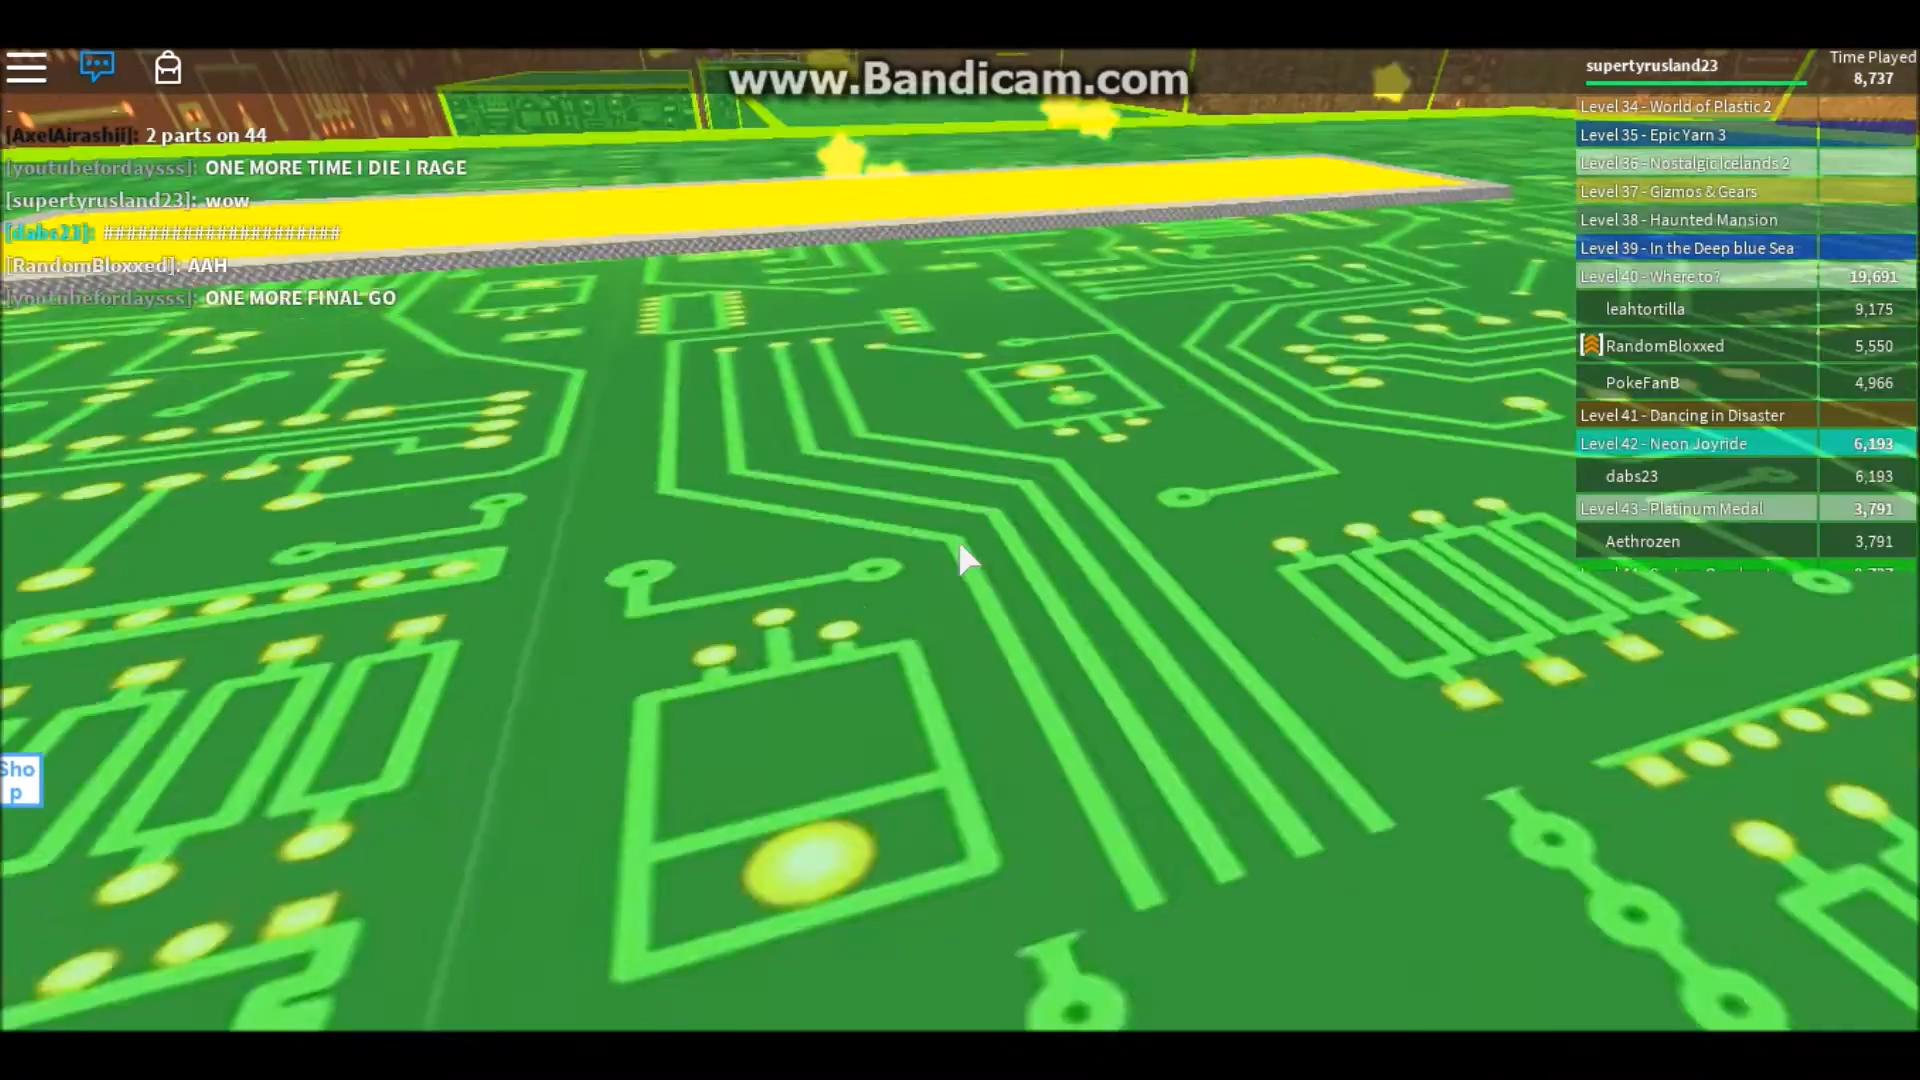 www.Bandicam.com
supertyrusland23
Time Played
8,737
[AxelAirashii]: 2 parts on 44
[youtubefordaysss]: ONE MORE TIME I DIE I RAGE
[supertyrusland23]: wow
[dabs23]: #####################
[RandomBloxxed]: AAH
[youtubefordaysss]: ONE MORE FINAL GO
Level 34 - World of Plastic 2
Level 35 - Epic Yarn 3
Level 36 - Nostalgic Icelands 2
Level 37 - Gizmos & Gears
Level 38 - Haunted Mansion
Level 39 - In the Deep blue Sea
Level 40 - Where to? 19,691
leahtortilla 9,175
RandomBloxxed 5,550
PokeFanB 4,966
Level 41 - Dancing in Disaster
Level 42 - Neon Joyride 6,193
dabs23 6,193
Level 43 - Platinum Medal 3,791
Aethrozen 3,791
Sho
p